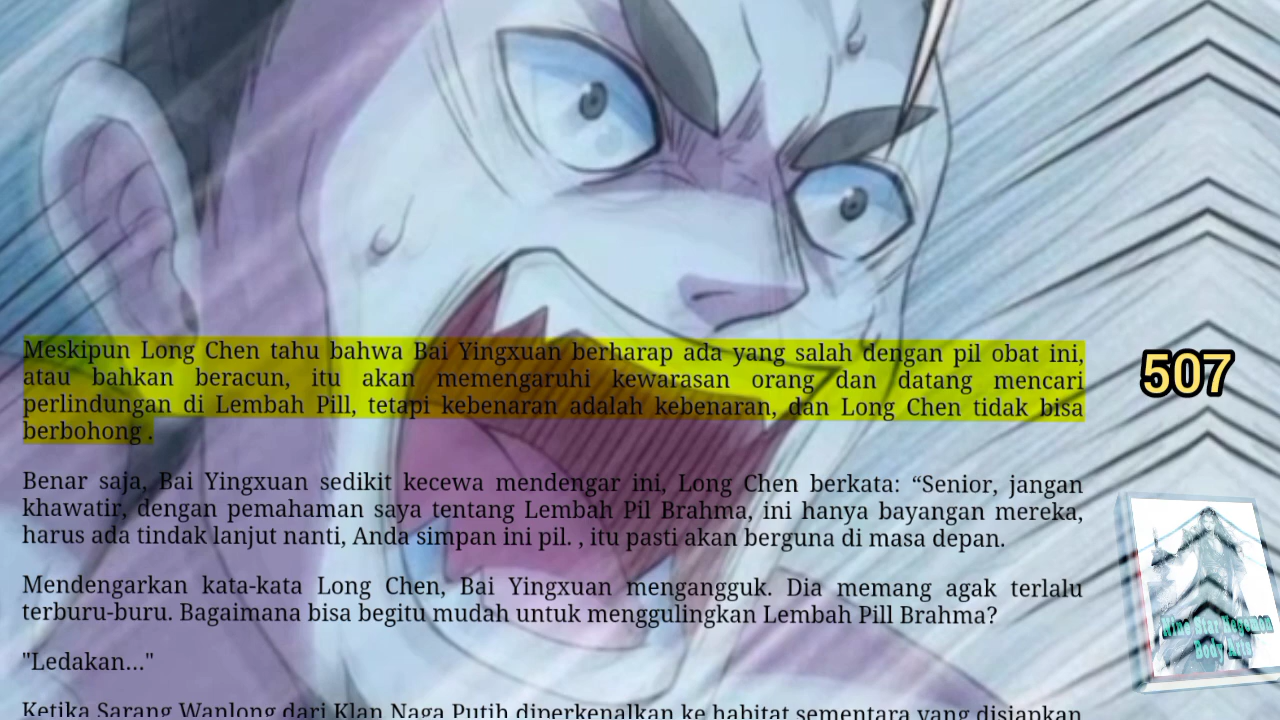 Meskipun Long Chen tahu bahwa Bai Yingxuan berharap ada yang salah dengan pil obat ini,
atau bahkan beracun, itu akan memengaruhi kewarasan orang dan datang mencari
perlindungan di Lembah Pill, tetapi kebenaran adalah kebenaran, dan Long Chen tidak bisa
berbohong .
507
Benar saja, Bai Yingxuan sedikit kecewa mendengar ini, Long Chen berkata: “Senior, jangan
khawatir, dengan pemahaman saya tentang Lembah Pil Brahma, ini hanya bayangan mereka,
harus ada tindak lanjut nanti, Anda simpan ini pil. , itu pasti akan berguna di masa depan.
Mendengarkan kata-kata Long Chen, Bai Yingxuan mengangguk. Dia memang agak terlalu
terburu-buru. Bagaimana bisa begitu mudah untuk menggulingkan Lembah Pill Brahma?
Nine Star Hegemon
Body Arts
"Ledakan..."
Ketika Sarang Wanlong dari Klan Naga Putih diperkenalkan ke habitat sementara yang disiapkan